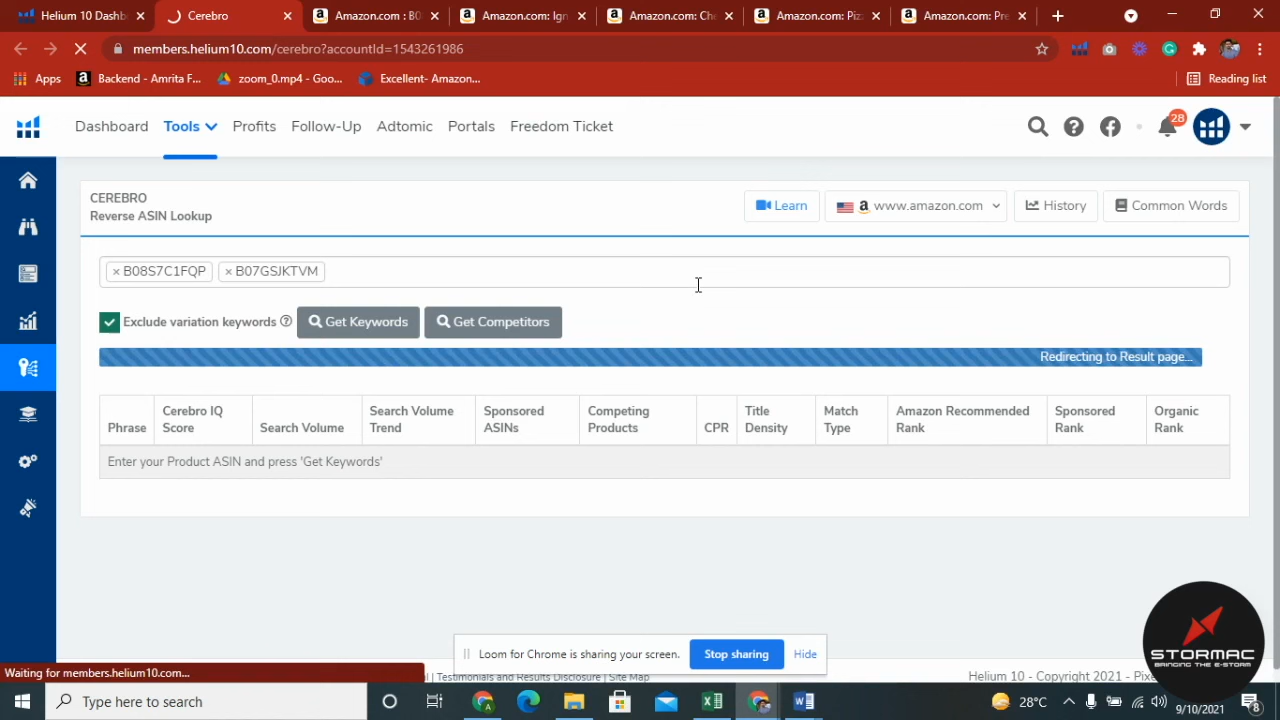 Helium 10 Dashb
Cerebro
Amazon.com : B0
Amazon.com: Ign
Amazon.com: Che
Amazon.com: Piz
Amazon.com: Pre
members.helium10.com/cerebro?accountId=1543261986
Apps
Backend - Amrita F...
zoom_0.mp4 - Goo...
Excellent- Amazon...
Reading list
Dashboard
Tools
Profits
Follow-Up
Adtomic
Portals
Freedom Ticket
28
CEREBRO
Reverse ASIN Lookup
Learn
www.amazon.com
History
Common Words
× B08S7C1FQP
× B07GSJKTVM
Exclude variation keywords
Get Keywords
Get Competitors
Redirecting to Result page...
Phrase
Cerebro IQ
Score
Search Volume
Search Volume
Trend
Sponsored
ASINs
Competing
Products
CPR
Title
Density
Match
Type
Amazon Recommended
Rank
Sponsored
Rank
Organic
Rank
Enter your Product ASIN and press 'Get Keywords'
STORMAC
BRINGING THE E-STORM
Loom for Chrome is sharing your screen.
Stop sharing
Hide
Waiting for members.helium10.com...
| Testimonials and Results Disclosure | Site Map
Helium 10 - Copyright 2021 - Pixe
Type here to search
28°C
9/10/2021
8